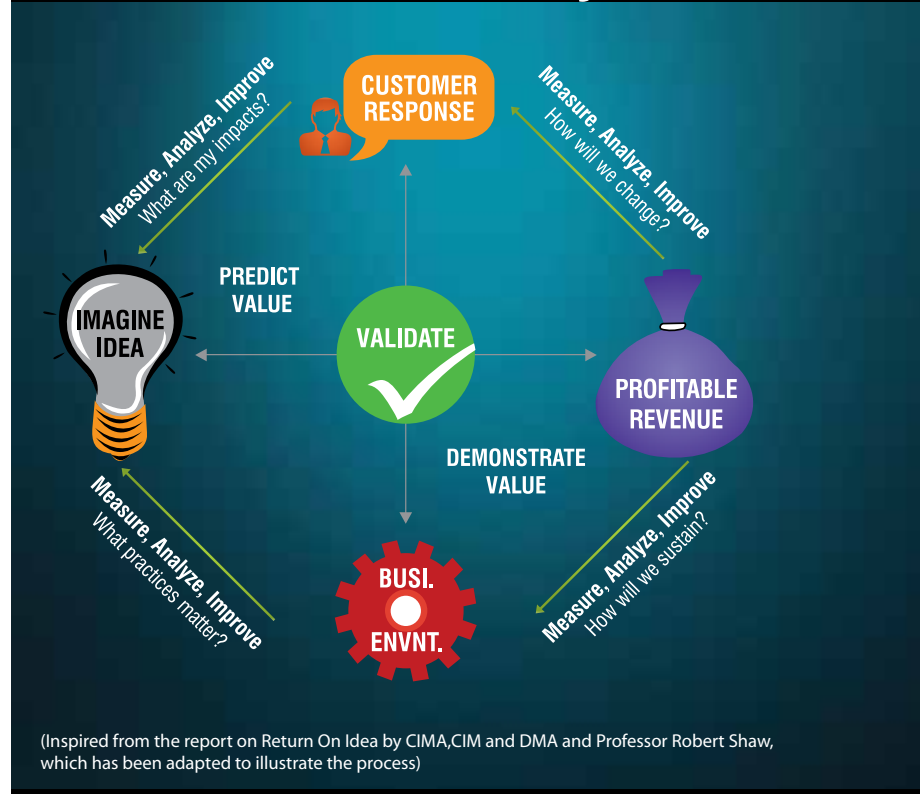 CUSTOMER
RESPONSE
Measure, Analyze, Improve
What are my impacts?
Measure, Analyze, Improve
How will we change?
PREDICT
VALUE
IMAGINE
IDEA
VALIDATE
PROFITABLE
REVENUE
DEMONSTRATE
VALUE
Measure, Analyze, Improve
What practices matter?
BUSI.
ENVNT.
Measure, Analyze, Improve
How will we sustain?
(Inspired from the report on Return On Idea by CIMA,CIM and DMA and Professor Robert Shaw,
which has been adapted to illustrate the process)